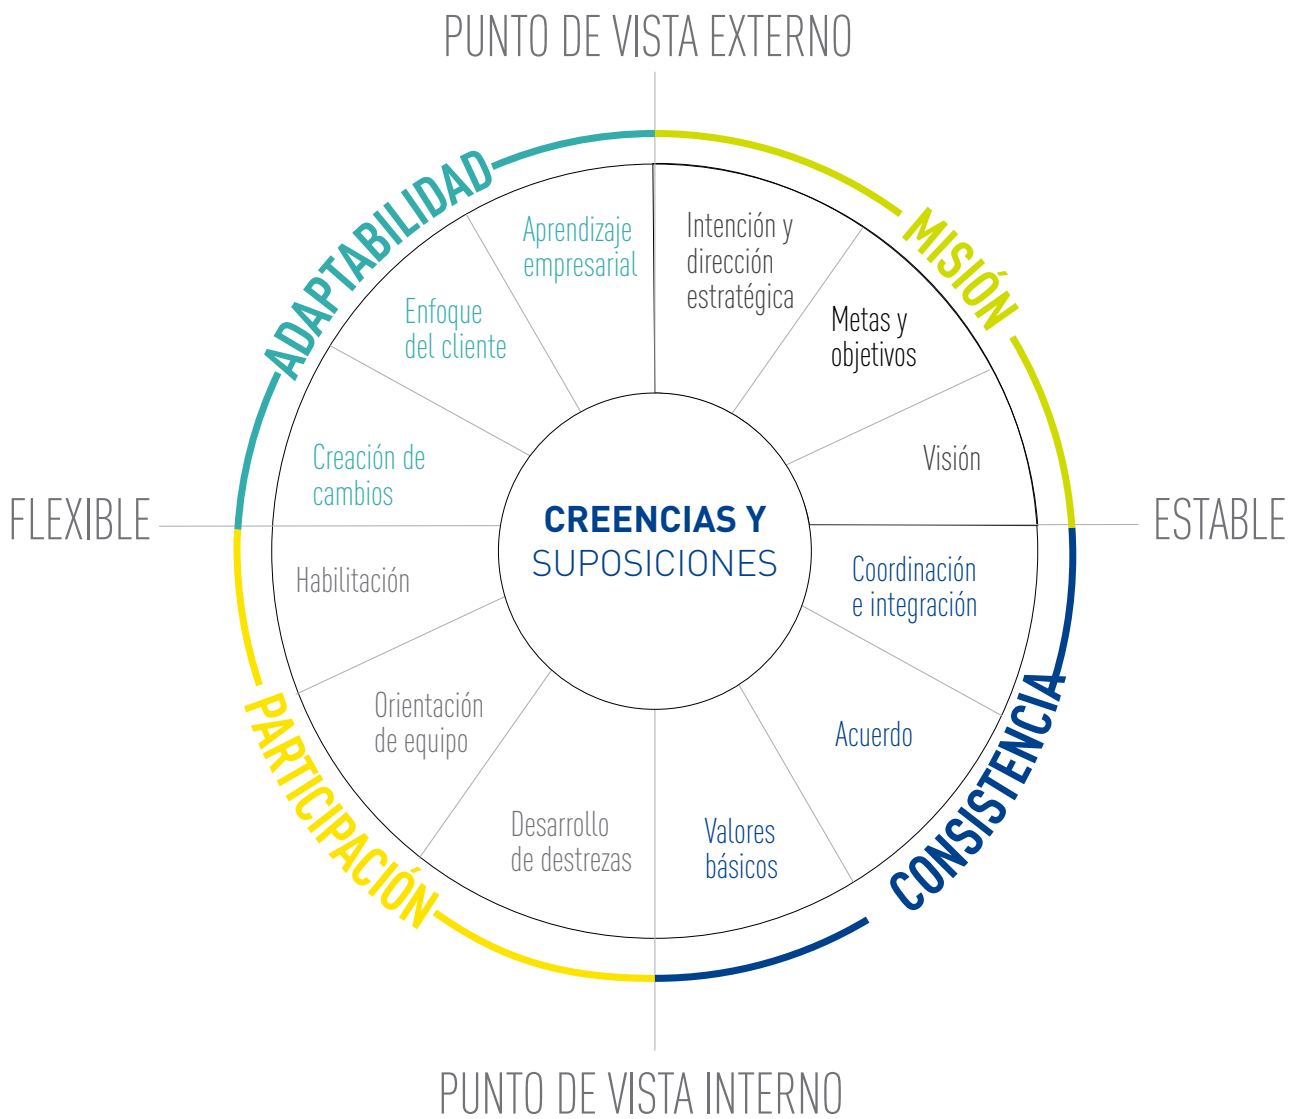 PUNTO DE VISTA EXTERNO
ADAPTABILIDAD
MISIÓN
Aprendizaje
empresarial
Intención y
dirección
estratégica
Enfoque
del cliente
Metas y
objetivos
Creación de
cambios
Visión
FLEXIBLE
ESTABLE
CREENCIAS Y
SUPOSICIONES
Habilitación
Coordinación
e integración
Orientación
de equipo
Acuerdo
Desarrollo
de destrezas
Valores
básicos
PARTICIPACIÓN
CONSISTENCIA
PUNTO DE VISTA INTERNO